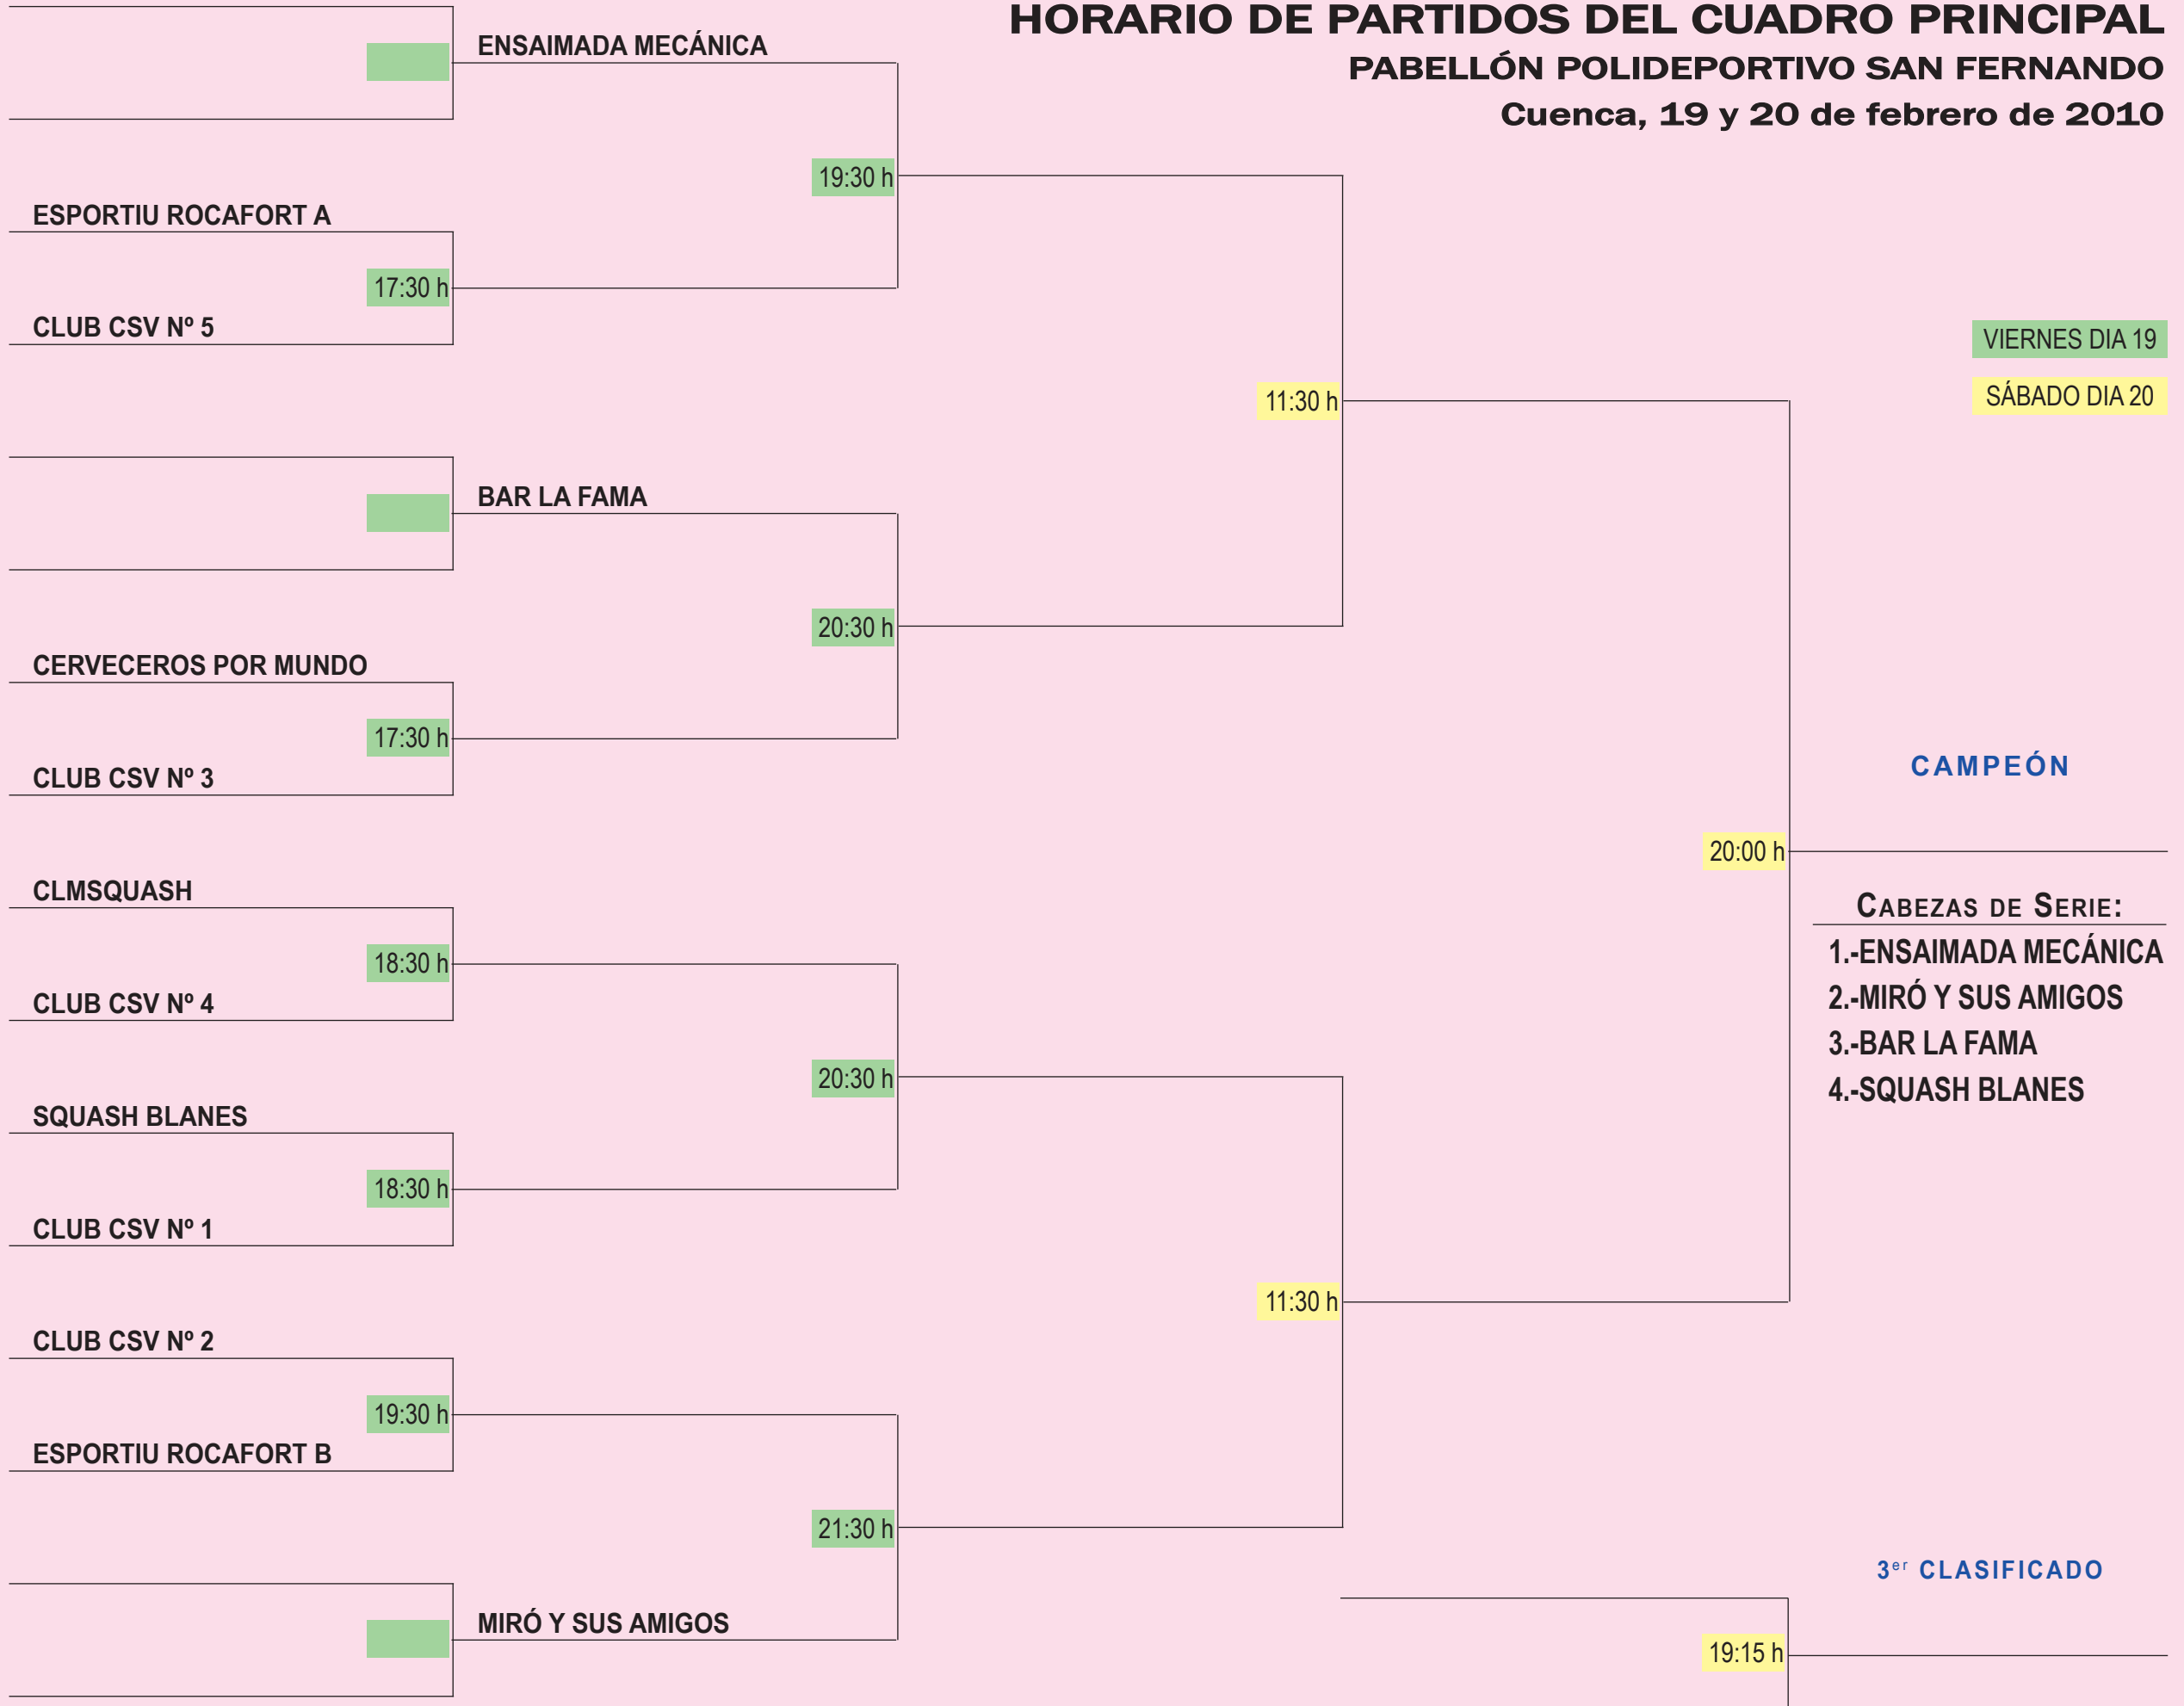 HORARIO DE PARTIDOS DEL CUADRO PRINCIPAL
PABELLÓN POLIDEPORTIVO SAN FERNANDO
Cuenca, 19 y 20 de febrero de 2010
ENSAIMADA MECÁNICA
19:30 h
ESPORTIU ROCAFORT A
17:30 h
CLUB CSV Nº 5
VIERNES DIA 19
SÁBADO DIA 20
11:30 h
BAR LA FAMA
20:30 h
CERVECEROS POR MUNDO
17:30 h
CLUB CSV Nº 3
CAMPEÓN
20:00 h
CLMSQUASH
18:30 h
CLUB CSV Nº 4
CABEZAS DE SERIE:
1.-ENSAIMADA MECÁNICA
2.-MIRÓ Y SUS AMIGOS
3.-BAR LA FAMA
4.-SQUASH BLANES
20:30 h
SQUASH BLANES
18:30 h
CLUB CSV Nº 1
11:30 h
CLUB CSV Nº 2
19:30 h
ESPORTIU ROCAFORT B
21:30 h
MIRÓ Y SUS AMIGOS
3er CLASIFICADO
19:15 h